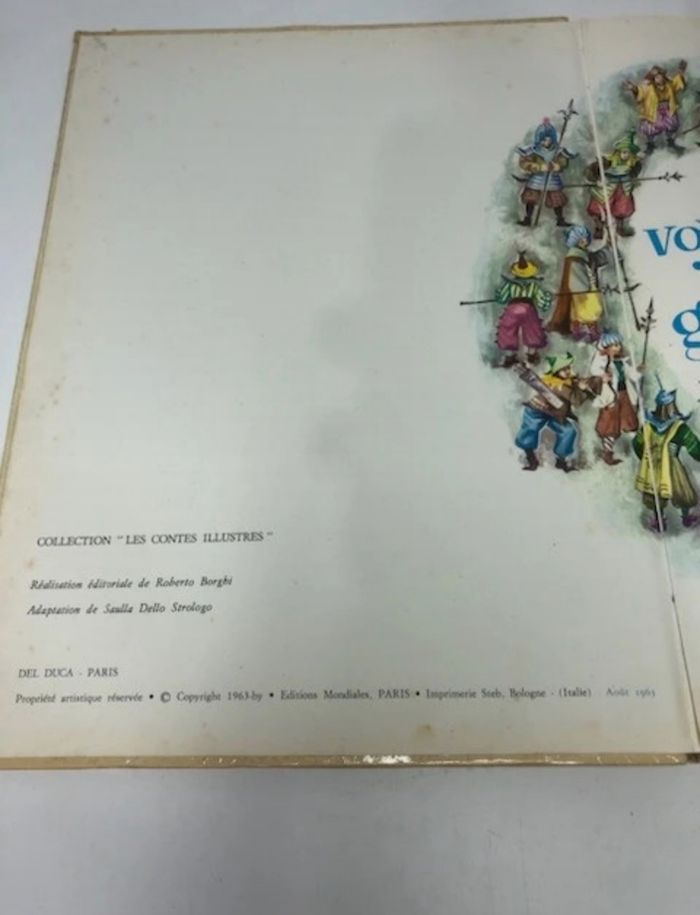 COLLECTION "LES CONTES ILLUSTRES"
Réalisation éditoriale de Roberto Borghi
Adaptation de Saulla Dello Strologo
DEL DUCA - PARIS
Propriété artistique réservée • © Copyright 1963-by • Editions Mondiales, PARIS • Imprimerie Steb, Bologne - (Italie) Août 1963
vo
g